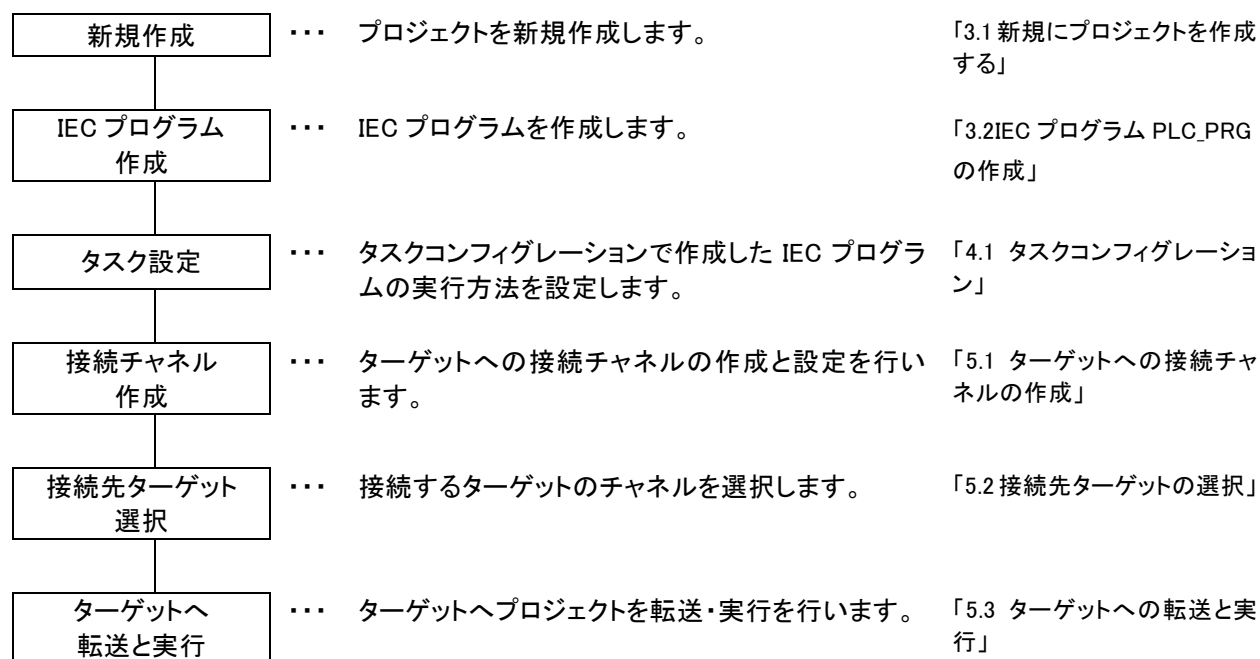 新規作成
・・・ プロジェクトを新規作成します。
「3.1 新規にプロジェクトを作成
する」
IEC プログラム
作成
・・・ IEC プログラムを作成します。
「3.2IEC プログラム PLC_PRG
の作成」
タスク設定
・・・ タスクコンフィグレーションで作成した IEC プログラ
ムの実行方法を設定します。
「4.1 タスクコンフィグレーショ
ン」
接続チャネル
作成
・・・ ターゲットへの接続チャネルの作成と設定を行い
ます。
「5.1 ターゲットへの接続チャ
ネルの作成」
接続先ターゲット
選択
・・・ 接続するターゲットのチャネルを選択します。
「5.2 接続先ターゲットの選択」
ターゲットへ
転送と実行
・・・ ターゲットへプロジェクトを転送・実行を行います。
「5.3 ターゲットへの転送と実
行」